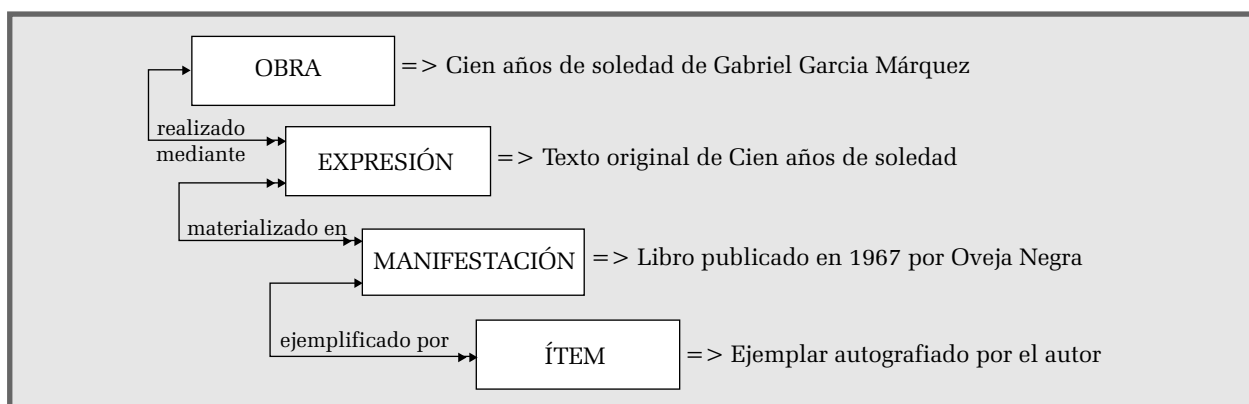 OBRA => Cien años de soledad de Gabriel Garcia Márquez
realizado
mediante
EXPRESIÓN => Texto original de Cien años de soledad
materializado en
MANIFESTACIÓN => Libro publicado en 1967 por Oveja Negra
ejemplificado por
ÍTEM => Ejemplar autografiado por el autor